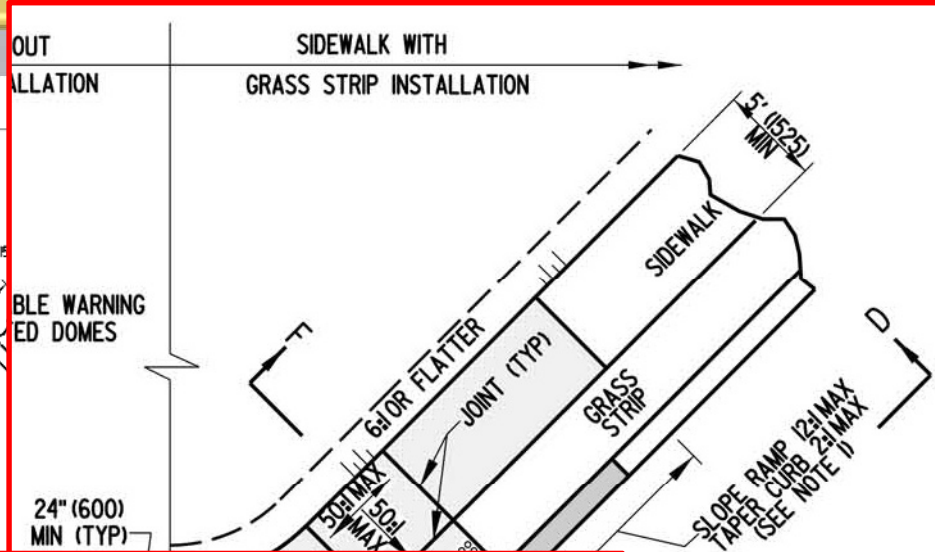 OUT
ALLATION
SIDEWALK WITH
GRASS STRIP INSTALLATION
5' (1525)
MIN
SIDEWALK
BLE WARNING
ED DOMES
F
6:1 OR FLATTER
JOINT (TYP)
GRASS
STRIP
D
SLOPE RAMP 12:1 MAX
TAPER CURB 2:1 MAX
(SEE NOTE 1)
50:1 MAX
50:1
MAX
24" (600)
MIN (TYP)